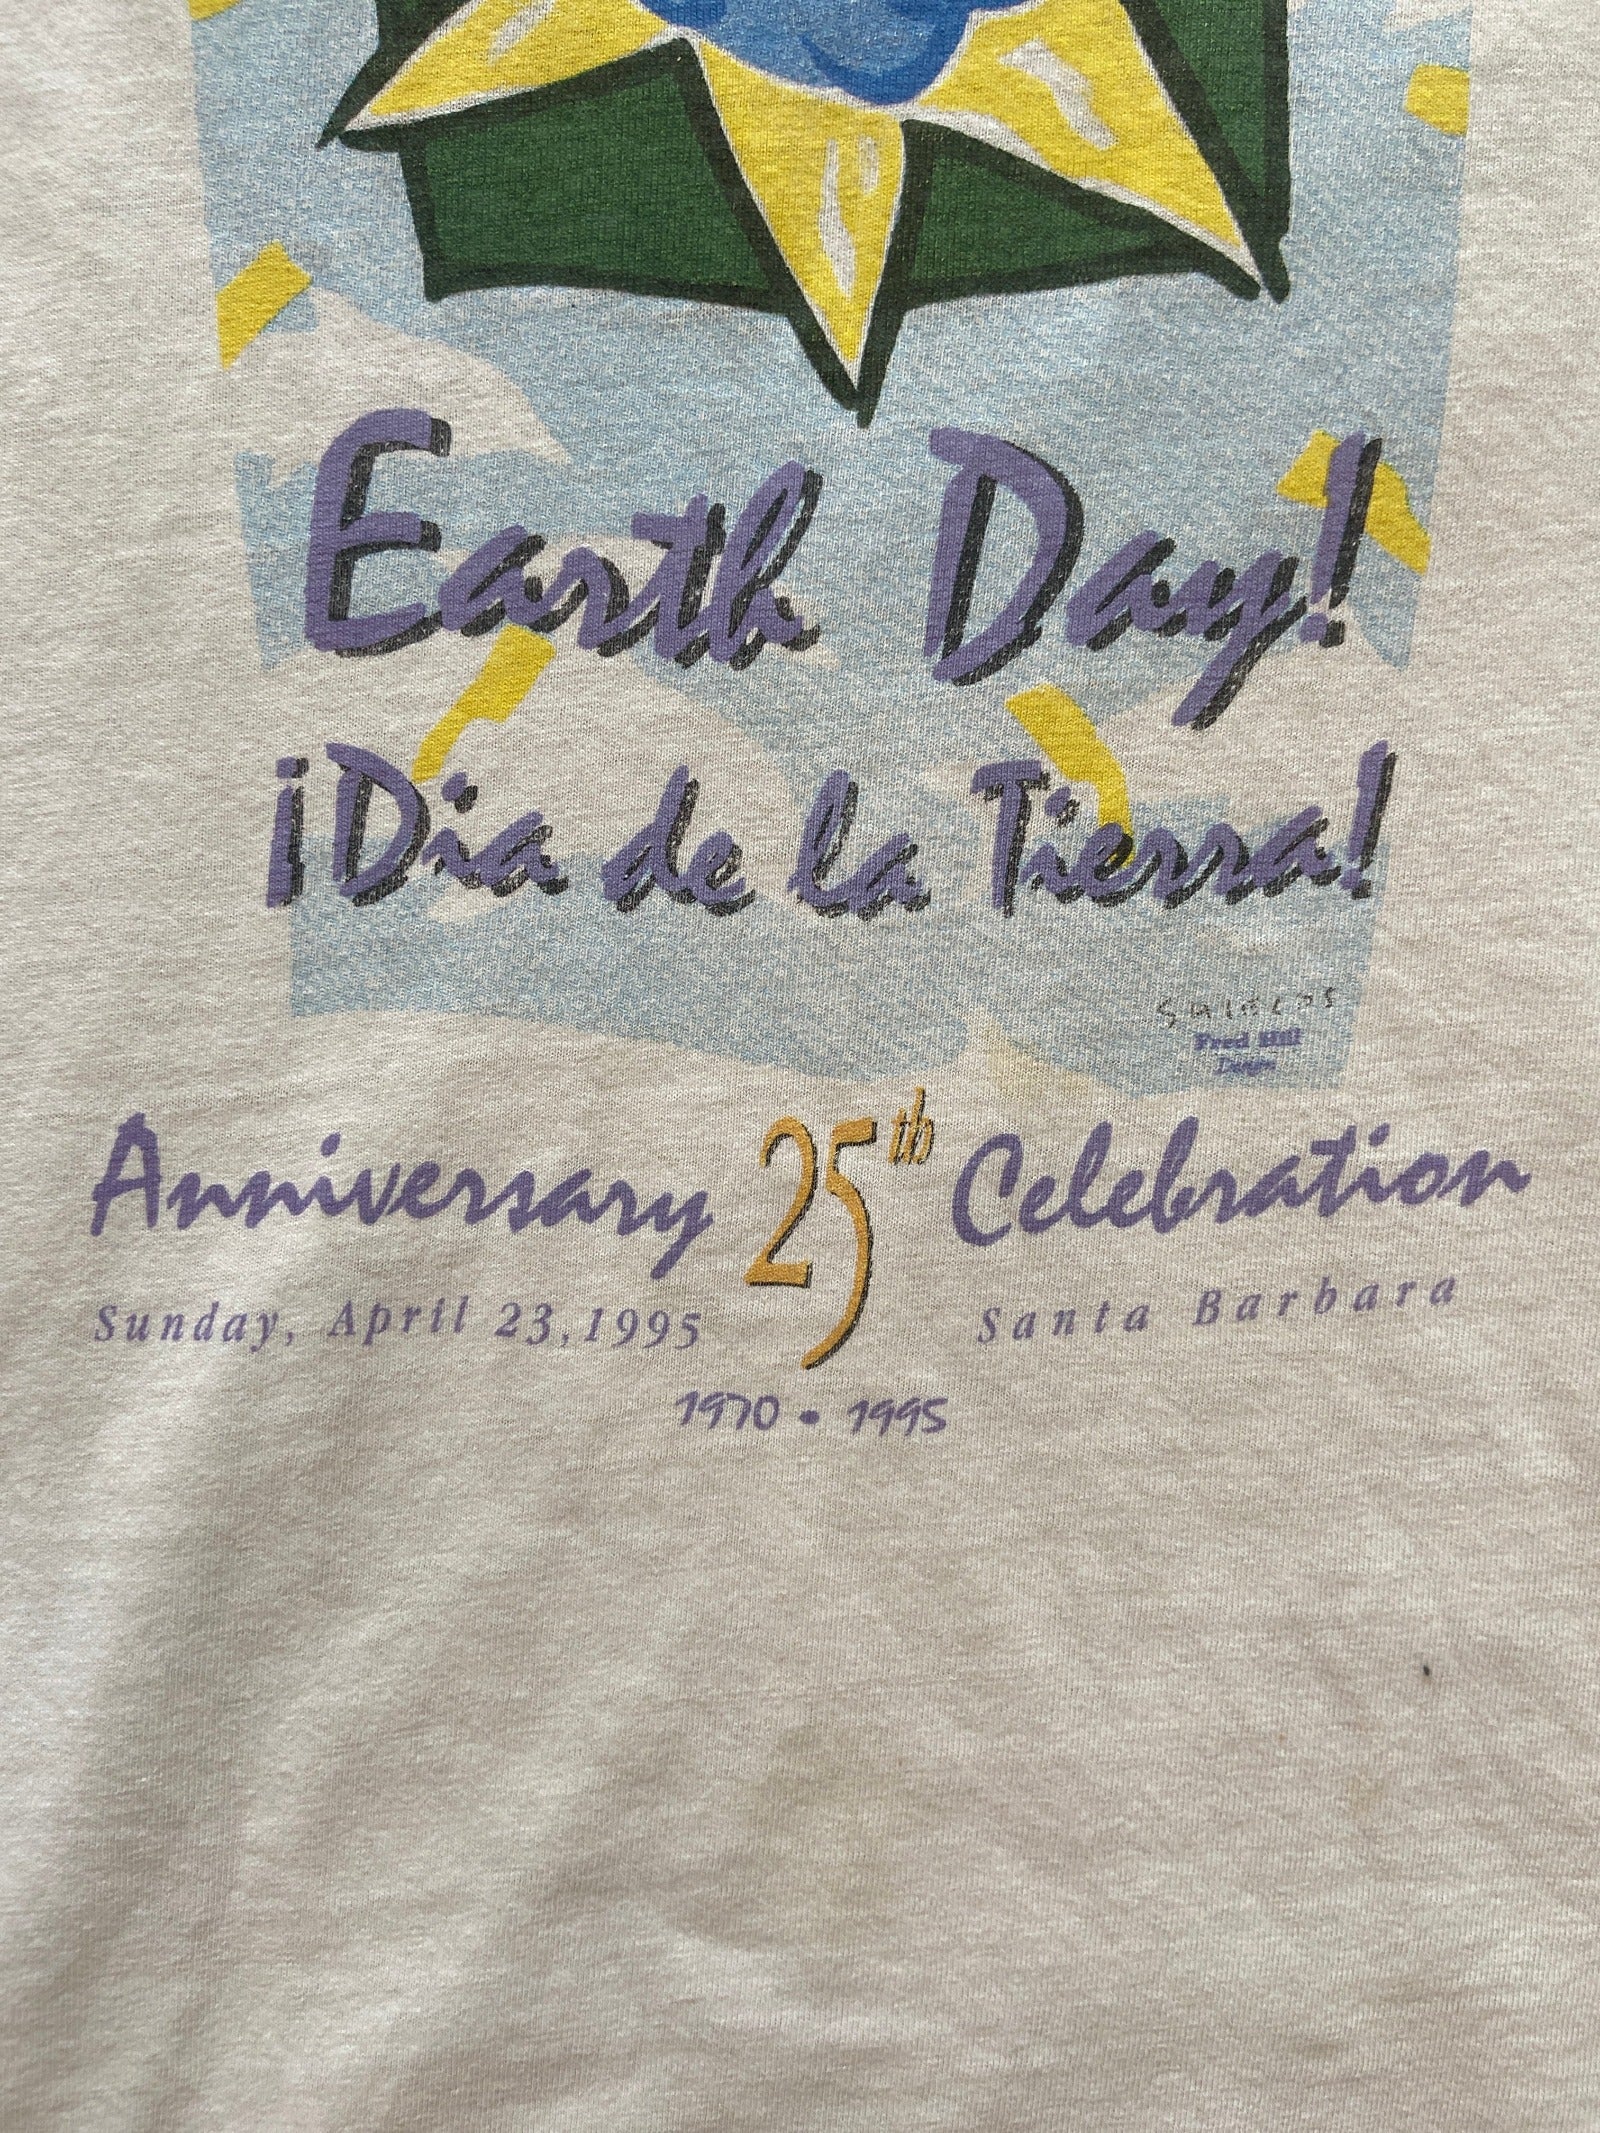 Earth Day!
¡Dia de la Tierra!
Fred Hill
Design
Anniversary 25th Celebration
Sunday, April 23, 1995 Santa Barbara
1970 • 1995